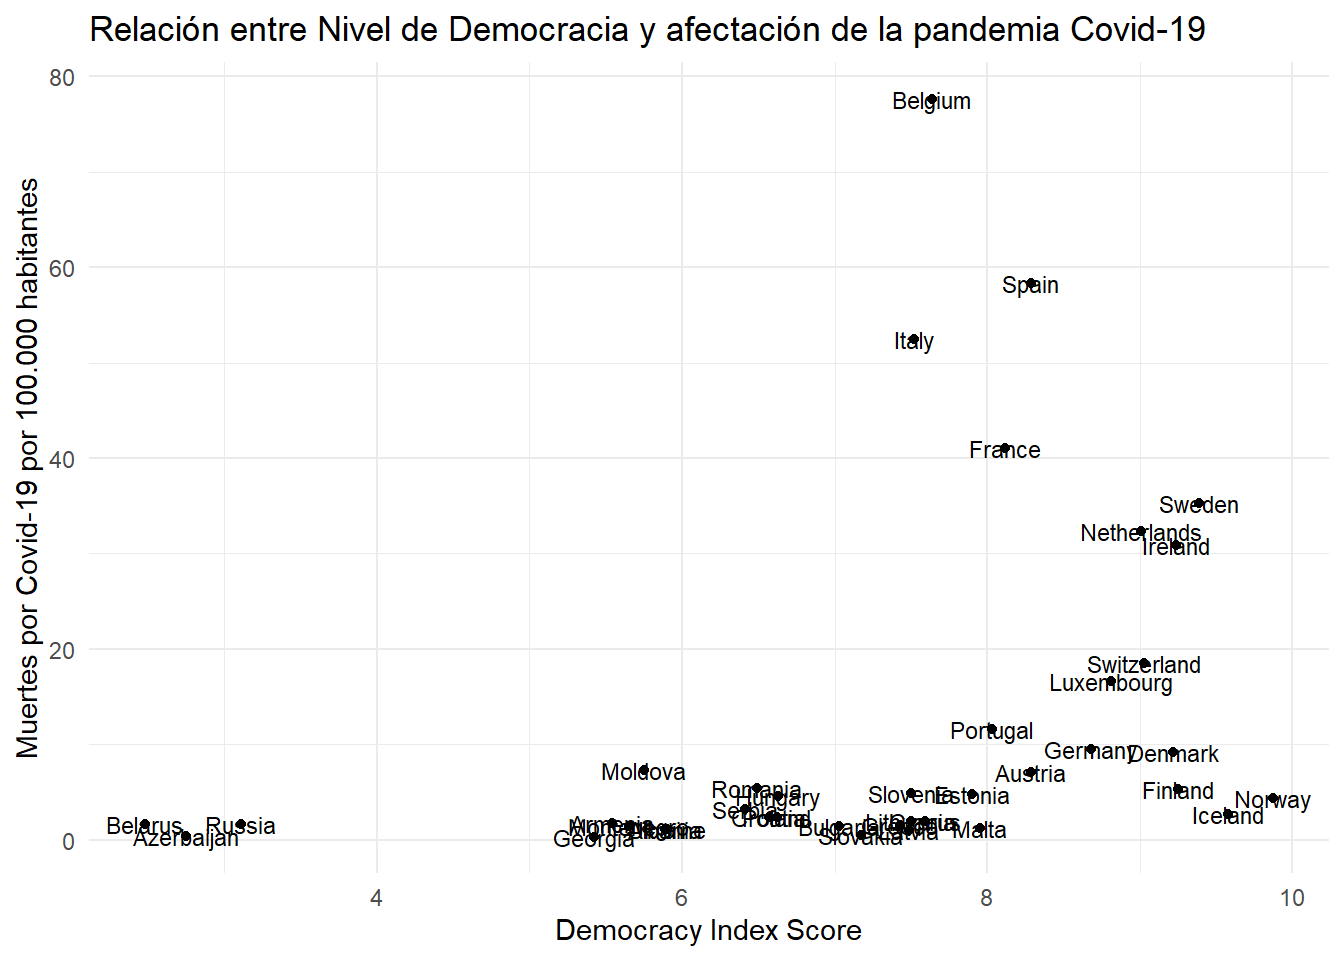 Relación entre Nivel de Democracia y afectación de la pandemia Covid-19
Muertes por Covid-19 por 100.000 habitantes
80
60
40
20
0
Belgium
Spain
Italy
France
Sweden
Netherlands
Ireland
Switzerland
Luxembourg
Portugal
Germany
Denmark
Austria
Moldova
Romania
Hungary
Slovenia
Estonia
Finland
Norway
Serbia
Iceland
Belarus
Russia
Azerbaijan
Armenia
Georgia
Bulgaria
Slovakia
Latvia
Malta
4
6
8
10
Democracy Index Score